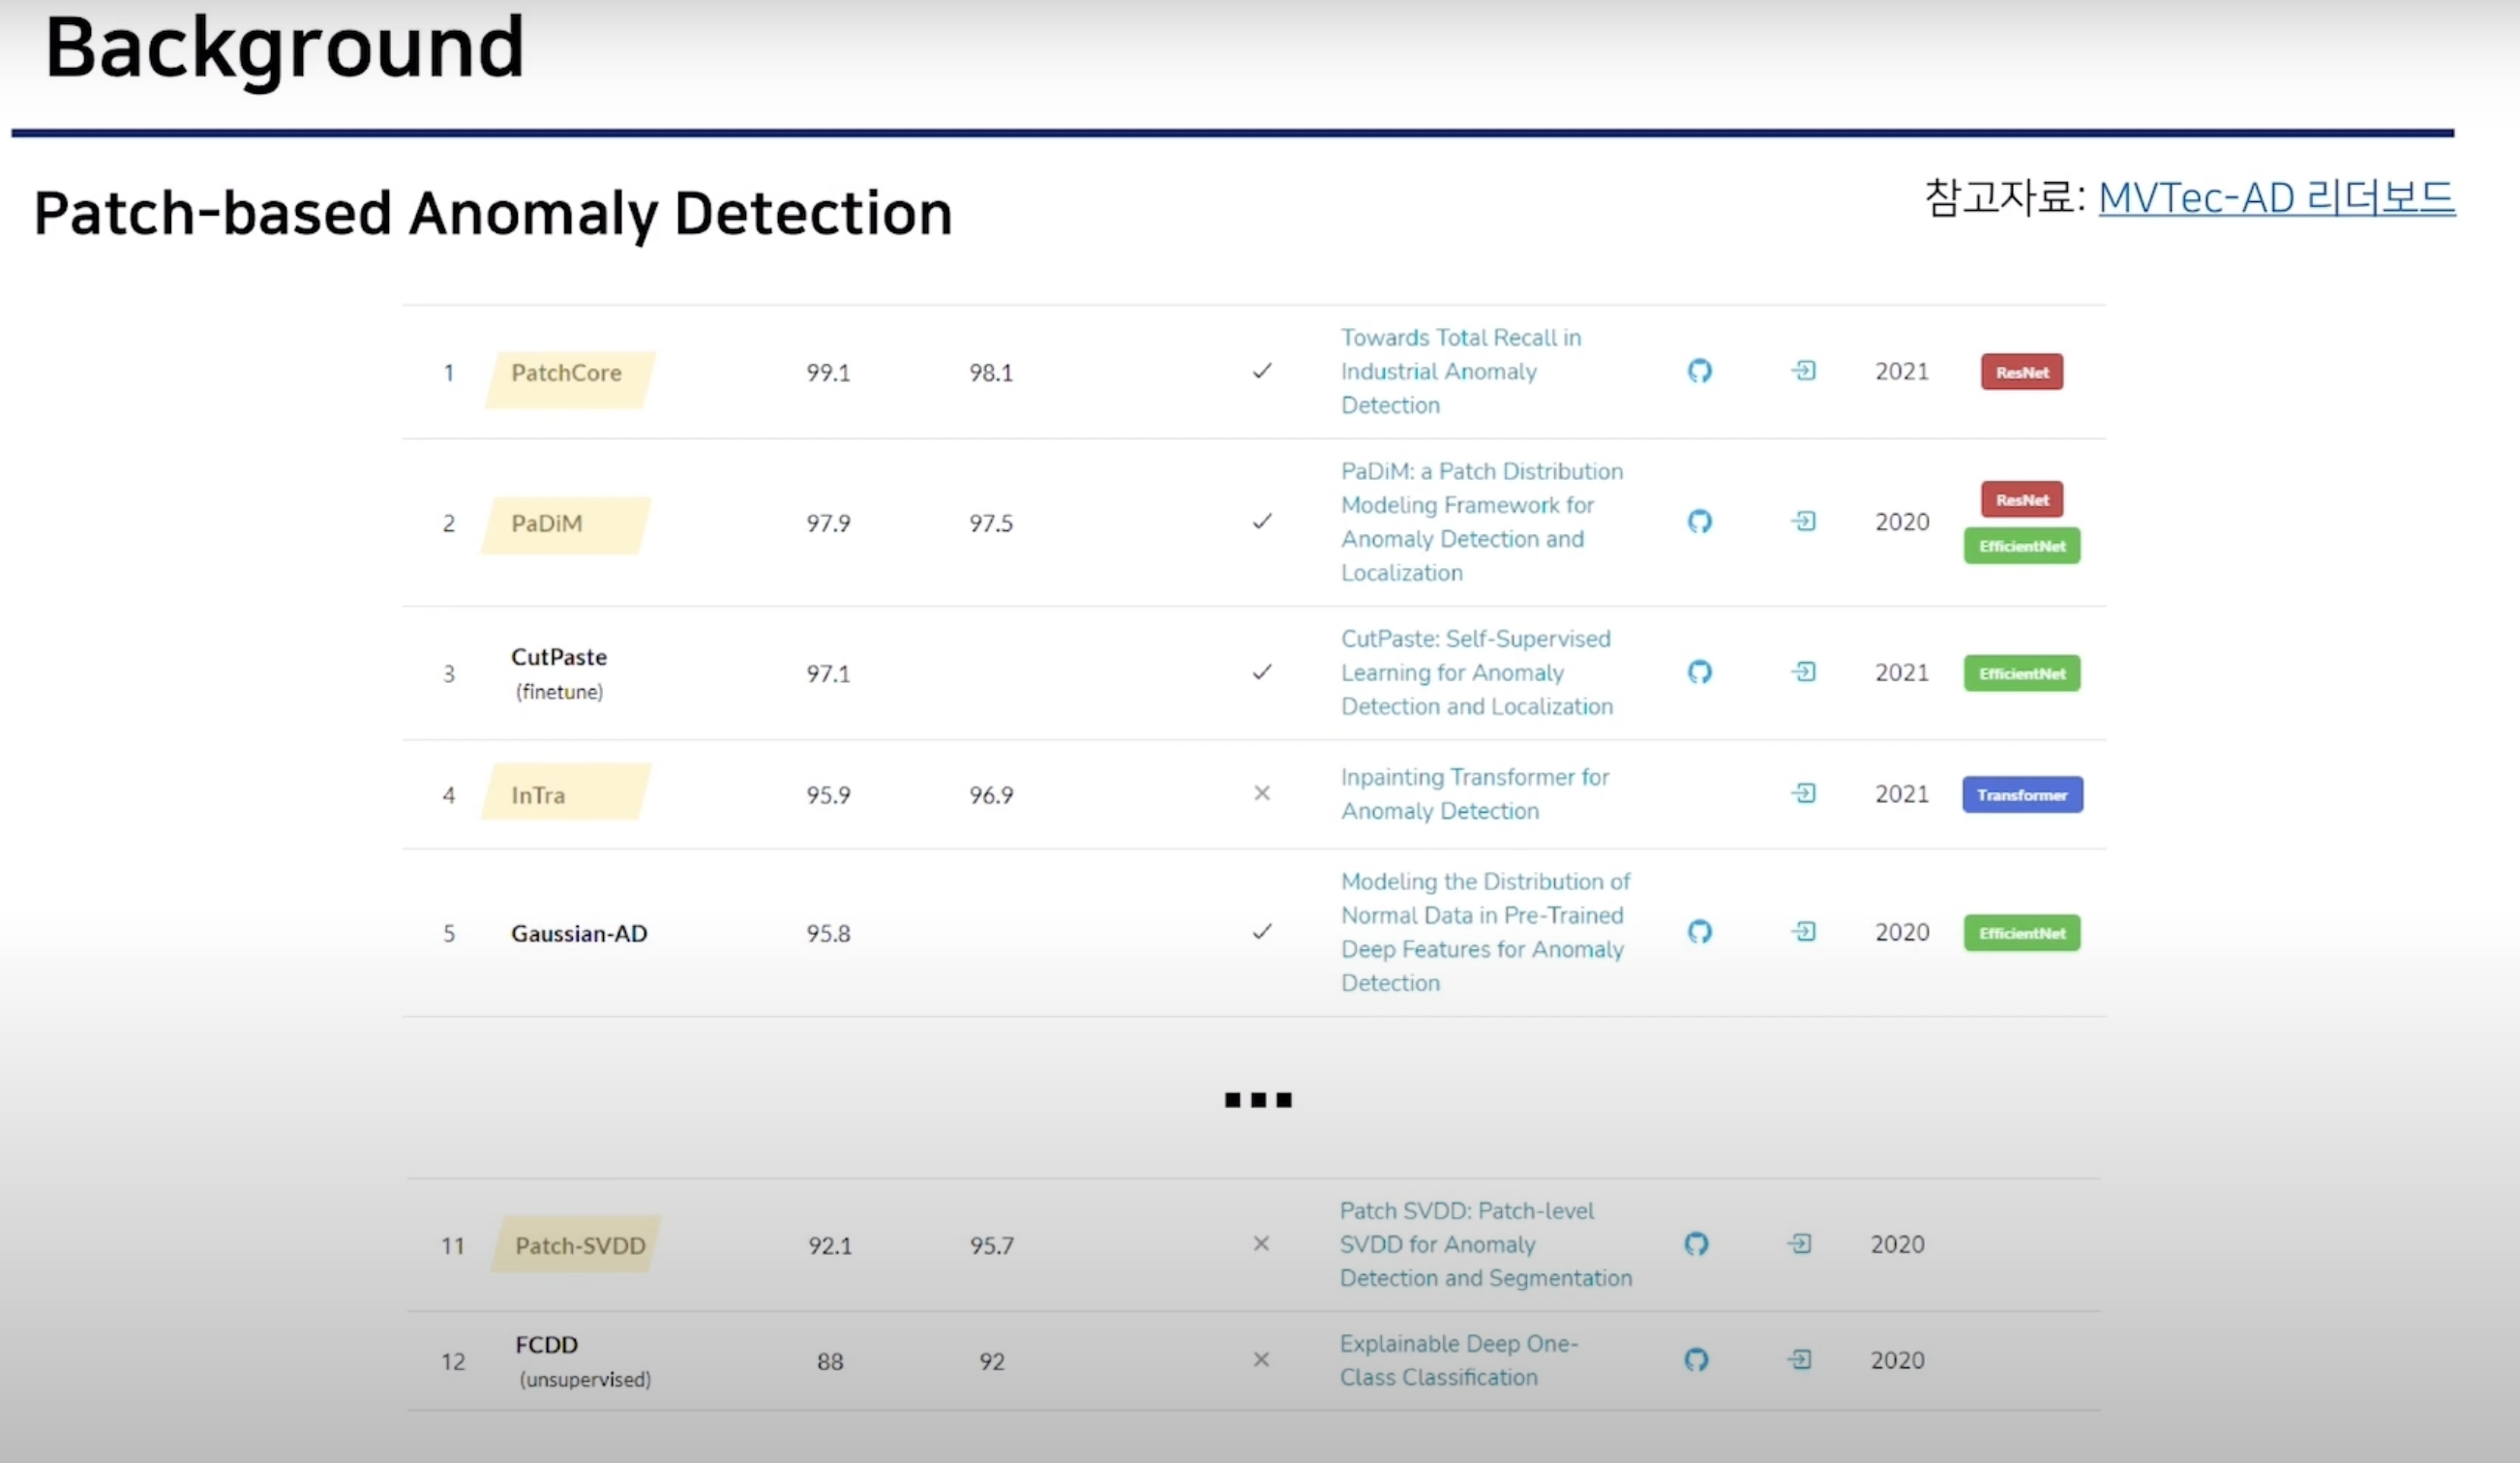 Background
Patch-based Anomaly Detection
참고자료: MVTec-AD 리더보드
1 PatchCore 99.1 98.1 ✓ Towards Total Recall in
Industrial Anomaly
Detection
2021 ResNet
2 PaDiM 97.9 97.5 ✓ PaDiM: a Patch Distribution
Modeling Framework for
Anomaly Detection and
Localization
2020 ResNet
EfficientNet
3 CutPaste
(finetune)
97.1 ✓ CutPaste: Self-Supervised
Learning for Anomaly
Detection and Localization
2021 EfficientNet
4 InTra 95.9 96.9 × Inpainting Transformer for
Anomaly Detection
2021 Transformer
5 Gaussian-AD 95.8 ✓ Modeling the Distribution of
Normal Data in Pre-Trained
Deep Features for Anomaly
Detection
2020 EfficientNet
...
11 Patch-SVDD 92.1 95.7 × Patch SVDD: Patch-level
SVDD for Anomaly
Detection and Segmentation
2020
12 FCDD
(unsupervised)
88 92 × Explainable Deep One-
Class Classification
2020